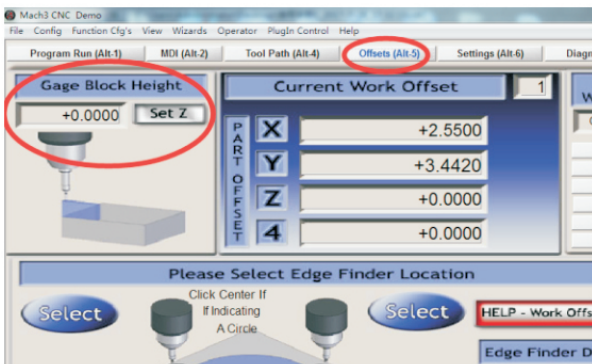 Mach3 CNC Demo
File Config Function Cfg's View Wizards Operator PlugIn Control Help
Program Run (Alt-1) MDI (Alt-2) Tool Path (Alt-4) Offsets (Alt-5) Settings (Alt-6) Diagn
Gage Block Height
+0.0000 Set Z
Current Work Offset 1
PART OFFSET
X +2.5500
Y +3.4420
Z +0.0000
4 +0.0000
W
Please Select Edge Finder Location
Select
Click Center If
If Indicating
A Circle
Select
HELP - Work Offs
Edge Finder D